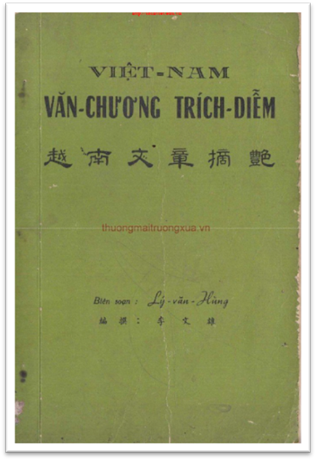 VIỆT-NAM
VĂN-CHƯƠNG TRÍCH-DIỄM
越南文章摘艷
thuongmaitruongxua.vn
Biên soạn : Lý-văn-Hùng
編撰：李文雄